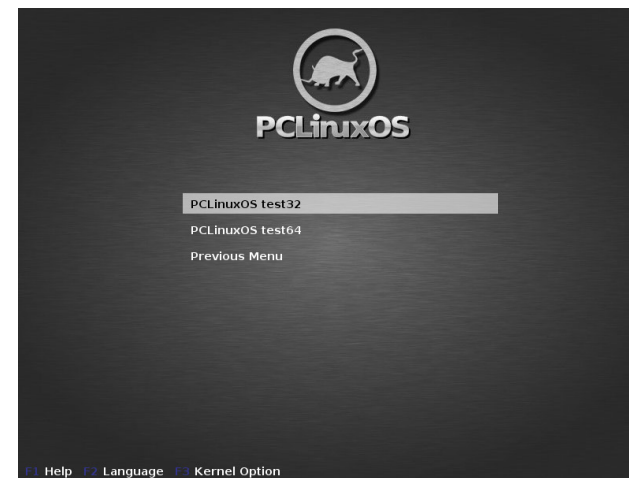 PCLinuxOS
PCLinuxOS test32
PCLinuxOS test64
Previous Menu
F1 Help F2 Language F3 Kernel Option